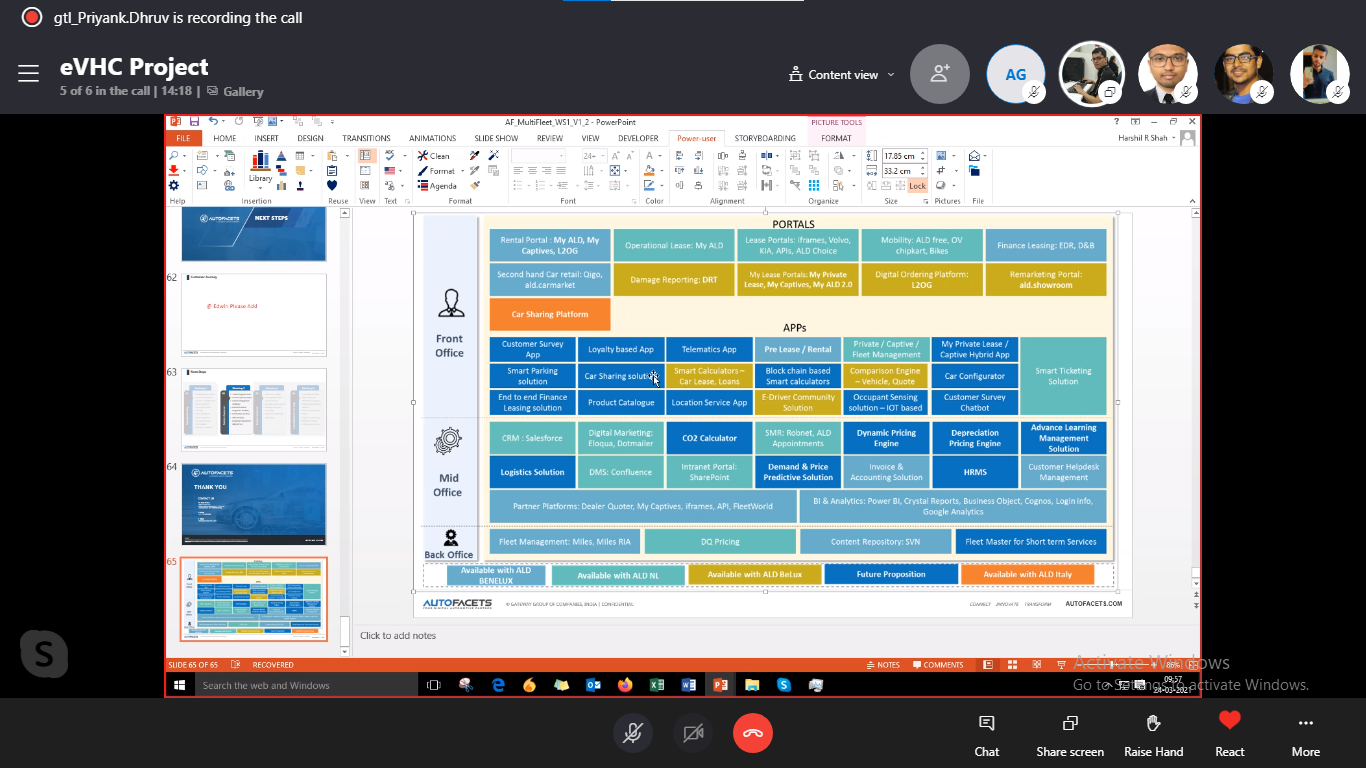 gtl_Priyank.Dhruv is recording the call
eVHC Project
5 of 6 in the call | 14:18 | Gallery
Content view
AG
AF_MultiFleet_WS1_V1_2 - PowerPoint
PICTURE TOOLS
FILE HOME INSERT DESIGN TRANSITIONS ANIMATIONS SLIDE SHOW REVIEW VIEW DEVELOPER Power-user STORYBOARDING FORMAT
Harshil R Shah
Clean
Format
Agenda
Library
24+
17.85 cm
33.2 cm
Lock
Help Insertion Reuse View Text Format Font Color Alignment Organize Size Pictures File
AUTOFACETS NEXT STEPS
62
Customer Survey
@ Edwin Please Add
63
64
AUTOFACETS
THANK YOU
65
PORTALS
Rental Portal : My ALD, My Captives, L2OG
Operational Lease: My ALD
Lease Portals: iframes, Volvo, KIA, APIs, ALD Choice
Mobility: ALD free, OV chipkart, Bikes
Finance Leasing: EDR, D&B
Second hand Car retail: Qigo, ald.carmarket
Damage Reporting: DRT
My Lease Portals: My Private Lease, My Captives, My ALD 2.0
Digital Ordering Platform: L2OG
Remarketing Portal: ald.showroom
Car Sharing Platform
APPs
Front Office
Customer Survey App
Loyalty based App
Telematics App
Pre Lease / Rental
Private / Captive / Fleet Management
My Private Lease / Captive Hybrid App
Smart Ticketing Solution
Smart Parking solution
Car Sharing solution
Smart Calculators – Car Lease, Loans
Block chain based Smart calculators
Comparison Engine – Vehicle, Quote
Car Configurator
End to end Finance Leasing solution
Product Catalogue
Location Service App
E-Driver Community Solution
Occupant Sensing solution – IOT based
Customer Survey Chatbot
Mid Office
CRM : Salesforce
Digital Marketing: Eloqua, Dotmailer
CO2 Calculator
SMR: Robnet, ALD Appointments
Dynamic Pricing Engine
Depreciation Pricing Engine
Advance Learning Management Solution
Logistics Solution
DMS: Confluence
Intranet Portal: SharePoint
Demand & Price Predictive Solution
Invoice & Accounting Solution
HRMS
Customer Helpdesk Management
Partner Platforms: Dealer Quoter, My Captives, iframes, API, FleetWorld
BI & Analytics: Power BI, Crystal Reports, Business Object, Cognos, Login Info, Google Analytics
Back Office
Fleet Management: Miles, Miles RIA
DQ Pricing
Content Repository: SVN
Fleet Master for Short term Services
Available with ALD BENELUX
Available with ALD NL
Available with ALD BeLux
Future Proposition
Available with ALD Italy
AUTOFACETS
YOUR DIGITAL AUTOMOTIVE PARTNER
© GATEWAY GROUP OF COMPANIES, INDIA | CONFIDENTIAL
CONNECT INNOVATE TRANSFORM
AUTOFACETS.COM
Click to add notes
SLIDE 65 OF 65 RECOVERED NOTES COMMENTS 86%
Activate Windows
Go to Settings to activate Windows.
Search the web and Windows
09:57
24-03-2021
Chat
Share screen
Raise Hand
React
More